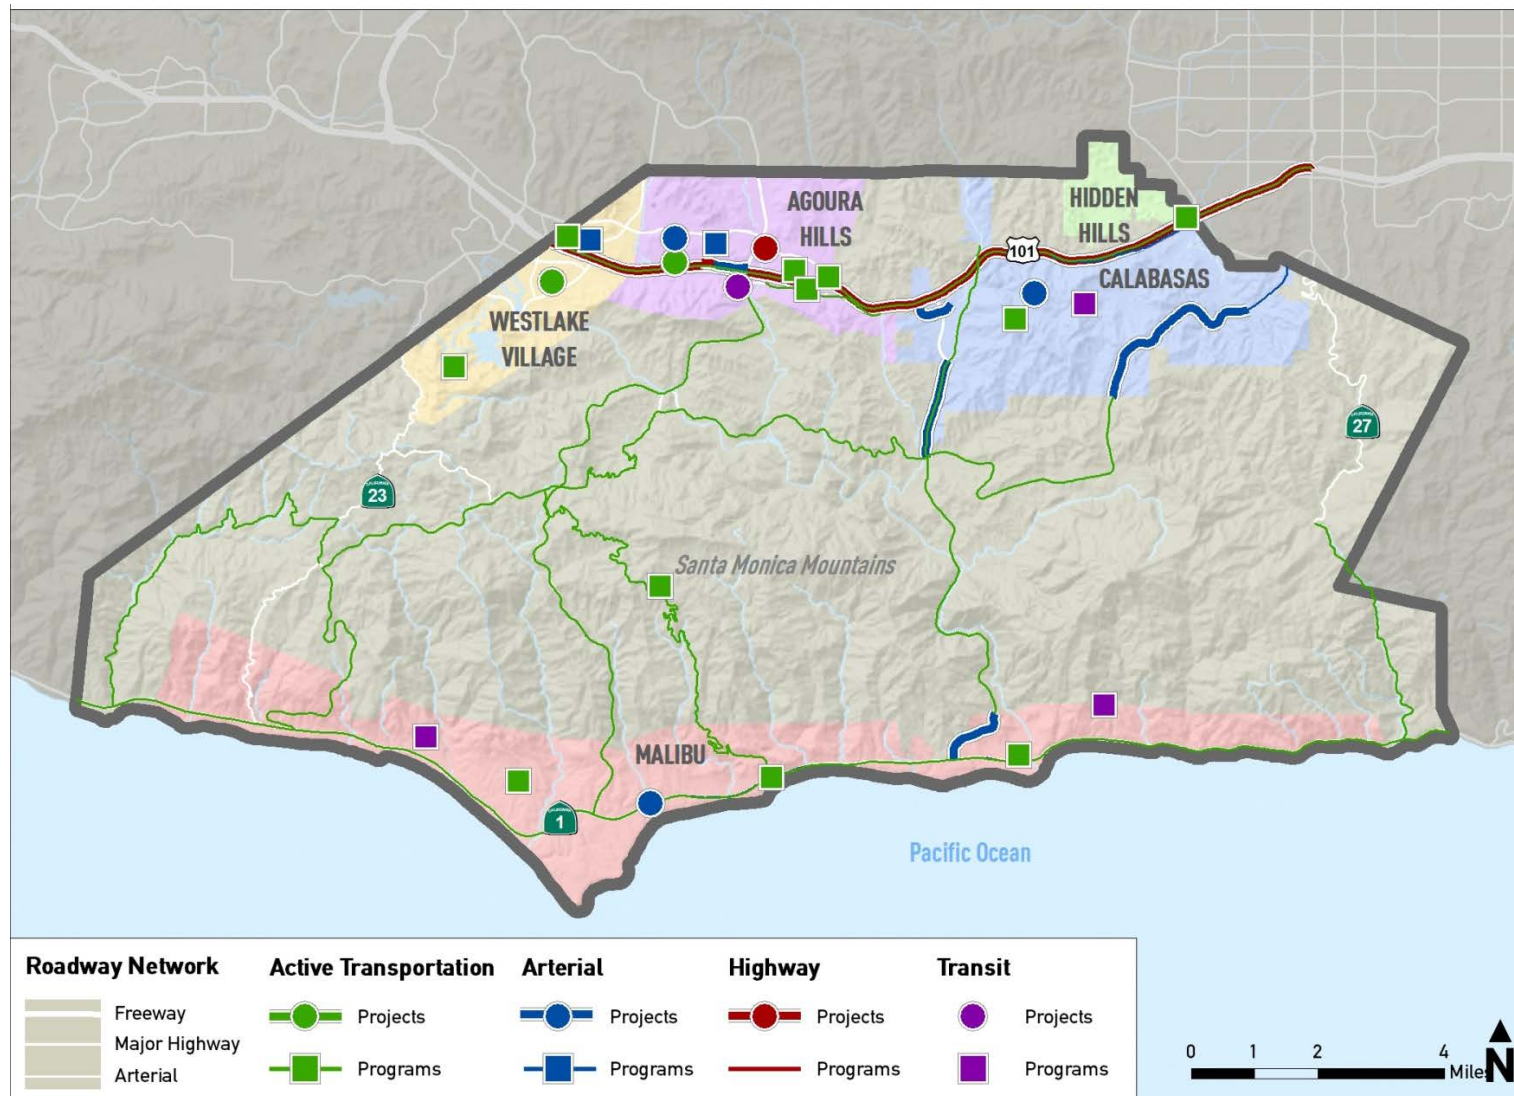 AGOURA
HILLS
HIDDEN
HILLS
101
CALABASAS
WESTLAKE
VILLAGE
27
23
Santa Monica Mountains
MALIBU
1
Pacific Ocean
Roadway Network
Freeway
Major Highway
Arterial
Active Transportation
Projects
Programs
Arterial
Projects
Programs
Highway
Projects
Programs
Transit
Projects
Programs
0 1 2 4
Miles
N